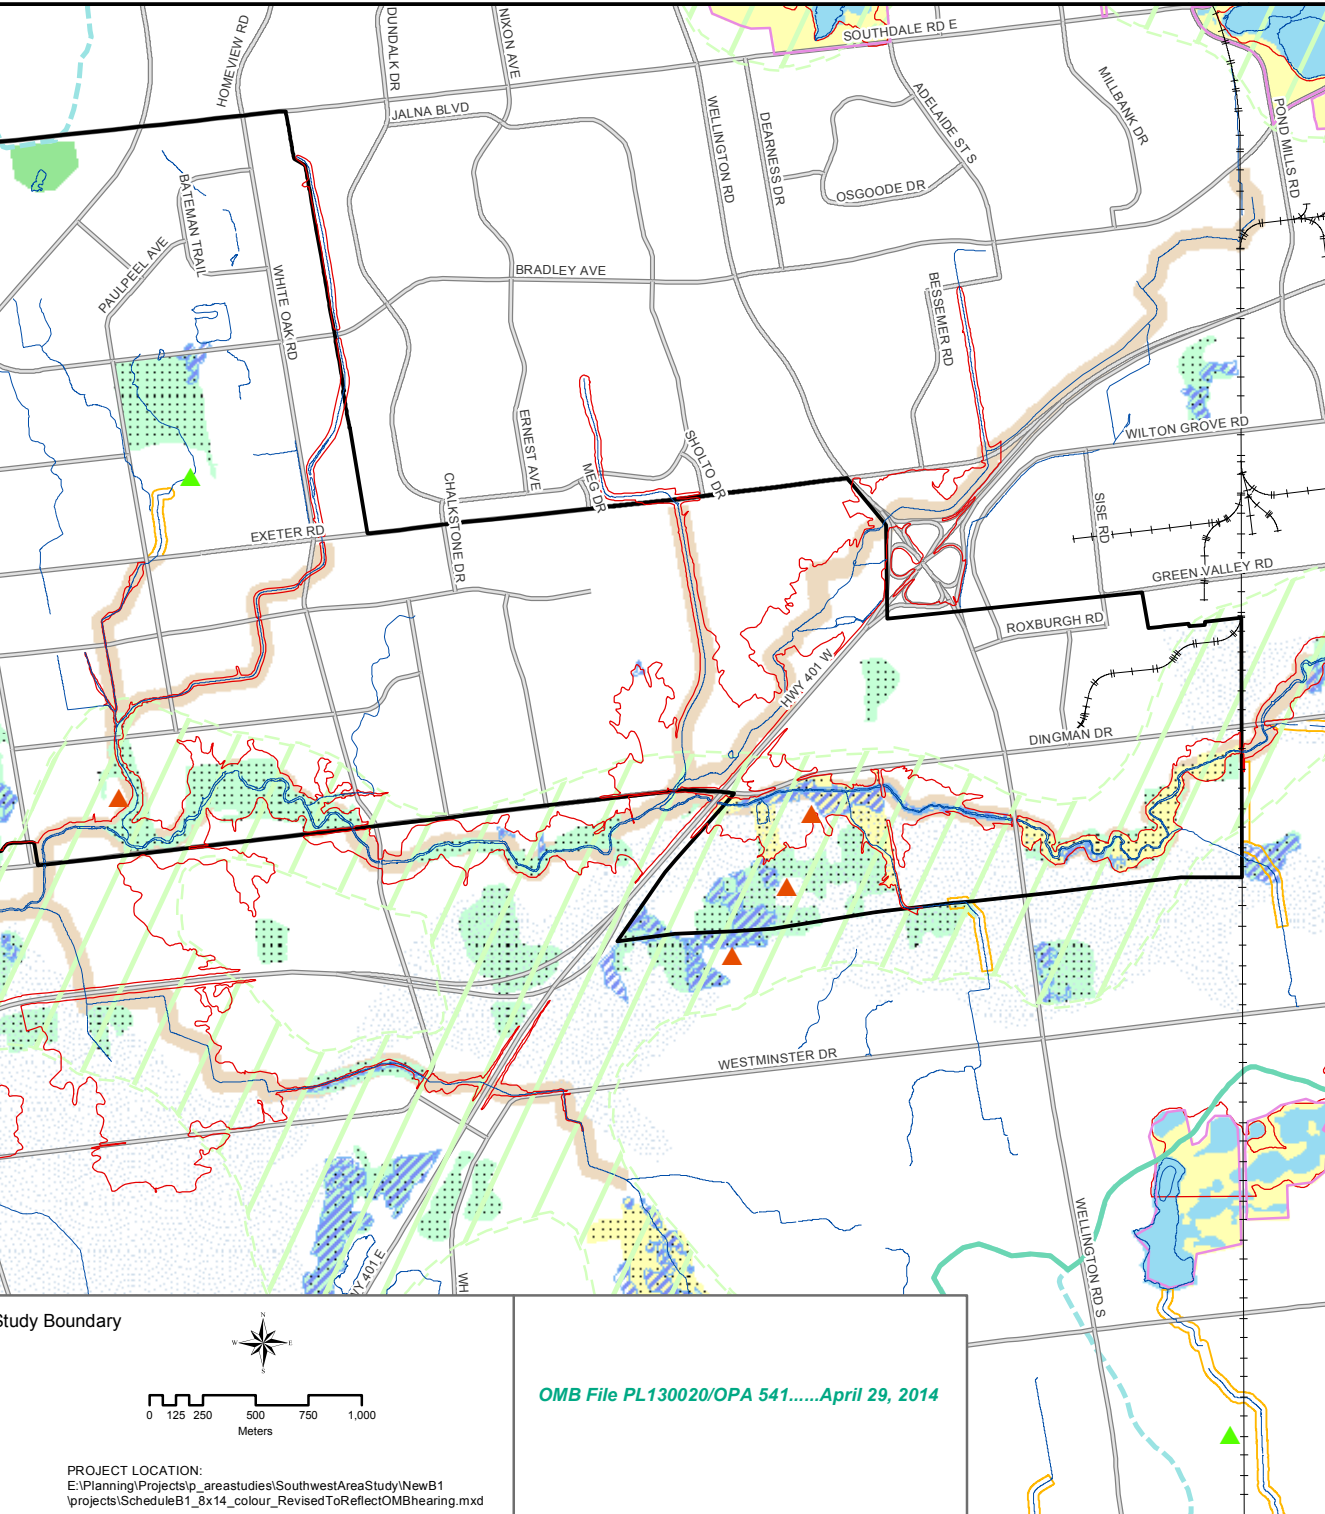 SOUTHDALE RD E
HOMEVIEW RD
DUNDALK DR
NIXON AVE
JALNA BLVD
WELLINGTON RD
DEARNESS DR
ADELAIDE ST S
MILLBANK DR
POND MILLS RD
OSGOODE DR
BATEMAN TRAIL
PAULPEEL AVE
WHITE OAK RD
BRADLEY AVE
BESSEMER RD
ERNEST AVE
MEG DR
SHOLTO DR
CHALKSTONE DR
WILTON GROVE RD
EXETER RD
SISE RD
GREEN VALLEY RD
ROXBURGH RD
HWY 401 W
DINGMAN DR
WESTMINSTER DR
WELLINGTON RD S
WY 401 E
WH
Study Boundary
N
W E
S
0 125 250 500 750 1,000
Meters
OMB File PL130020/OPA 541......April 29, 2014
PROJECT LOCATION:
E:\Planning\Projects\p_areastudies\SouthwestAreaStudy\NewB1
\projects\ScheduleB1_8x14_colour_RevisedToReflectOMBhearing.mxd